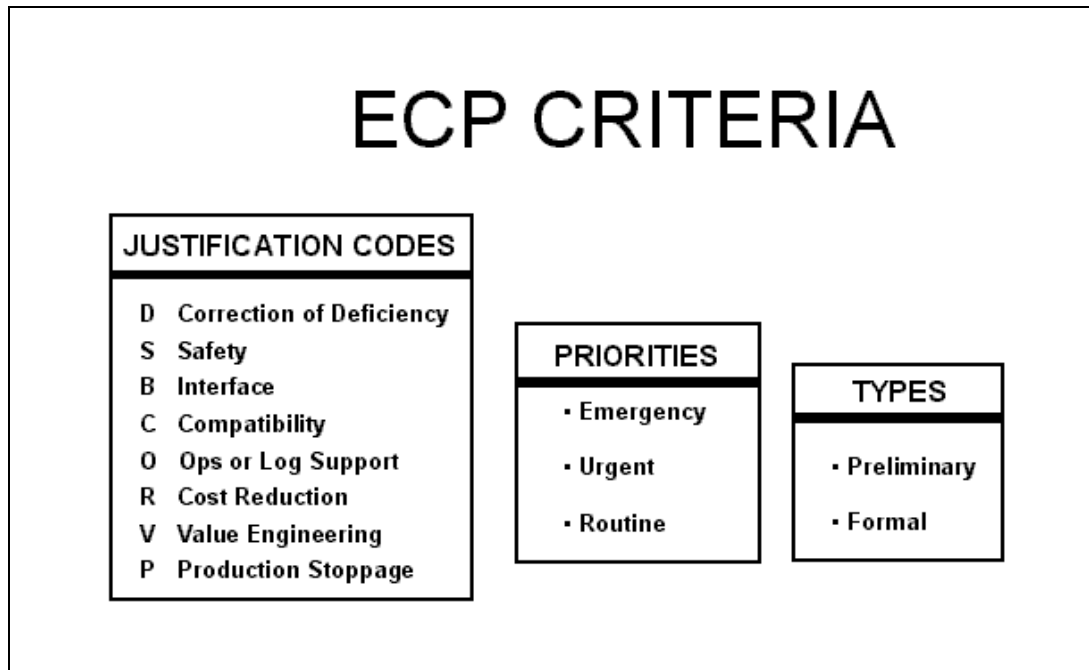 ECP CRITERIA
JUSTIFICATION CODES
D Correction of Deficiency
S Safety
B Interface
C Compatibility
O Ops or Log Support
R Cost Reduction
V Value Engineering
P Production Stoppage
PRIORITIES
▪ Emergency
▪ Urgent
▪ Routine
TYPES
▪ Preliminary
▪ Formal